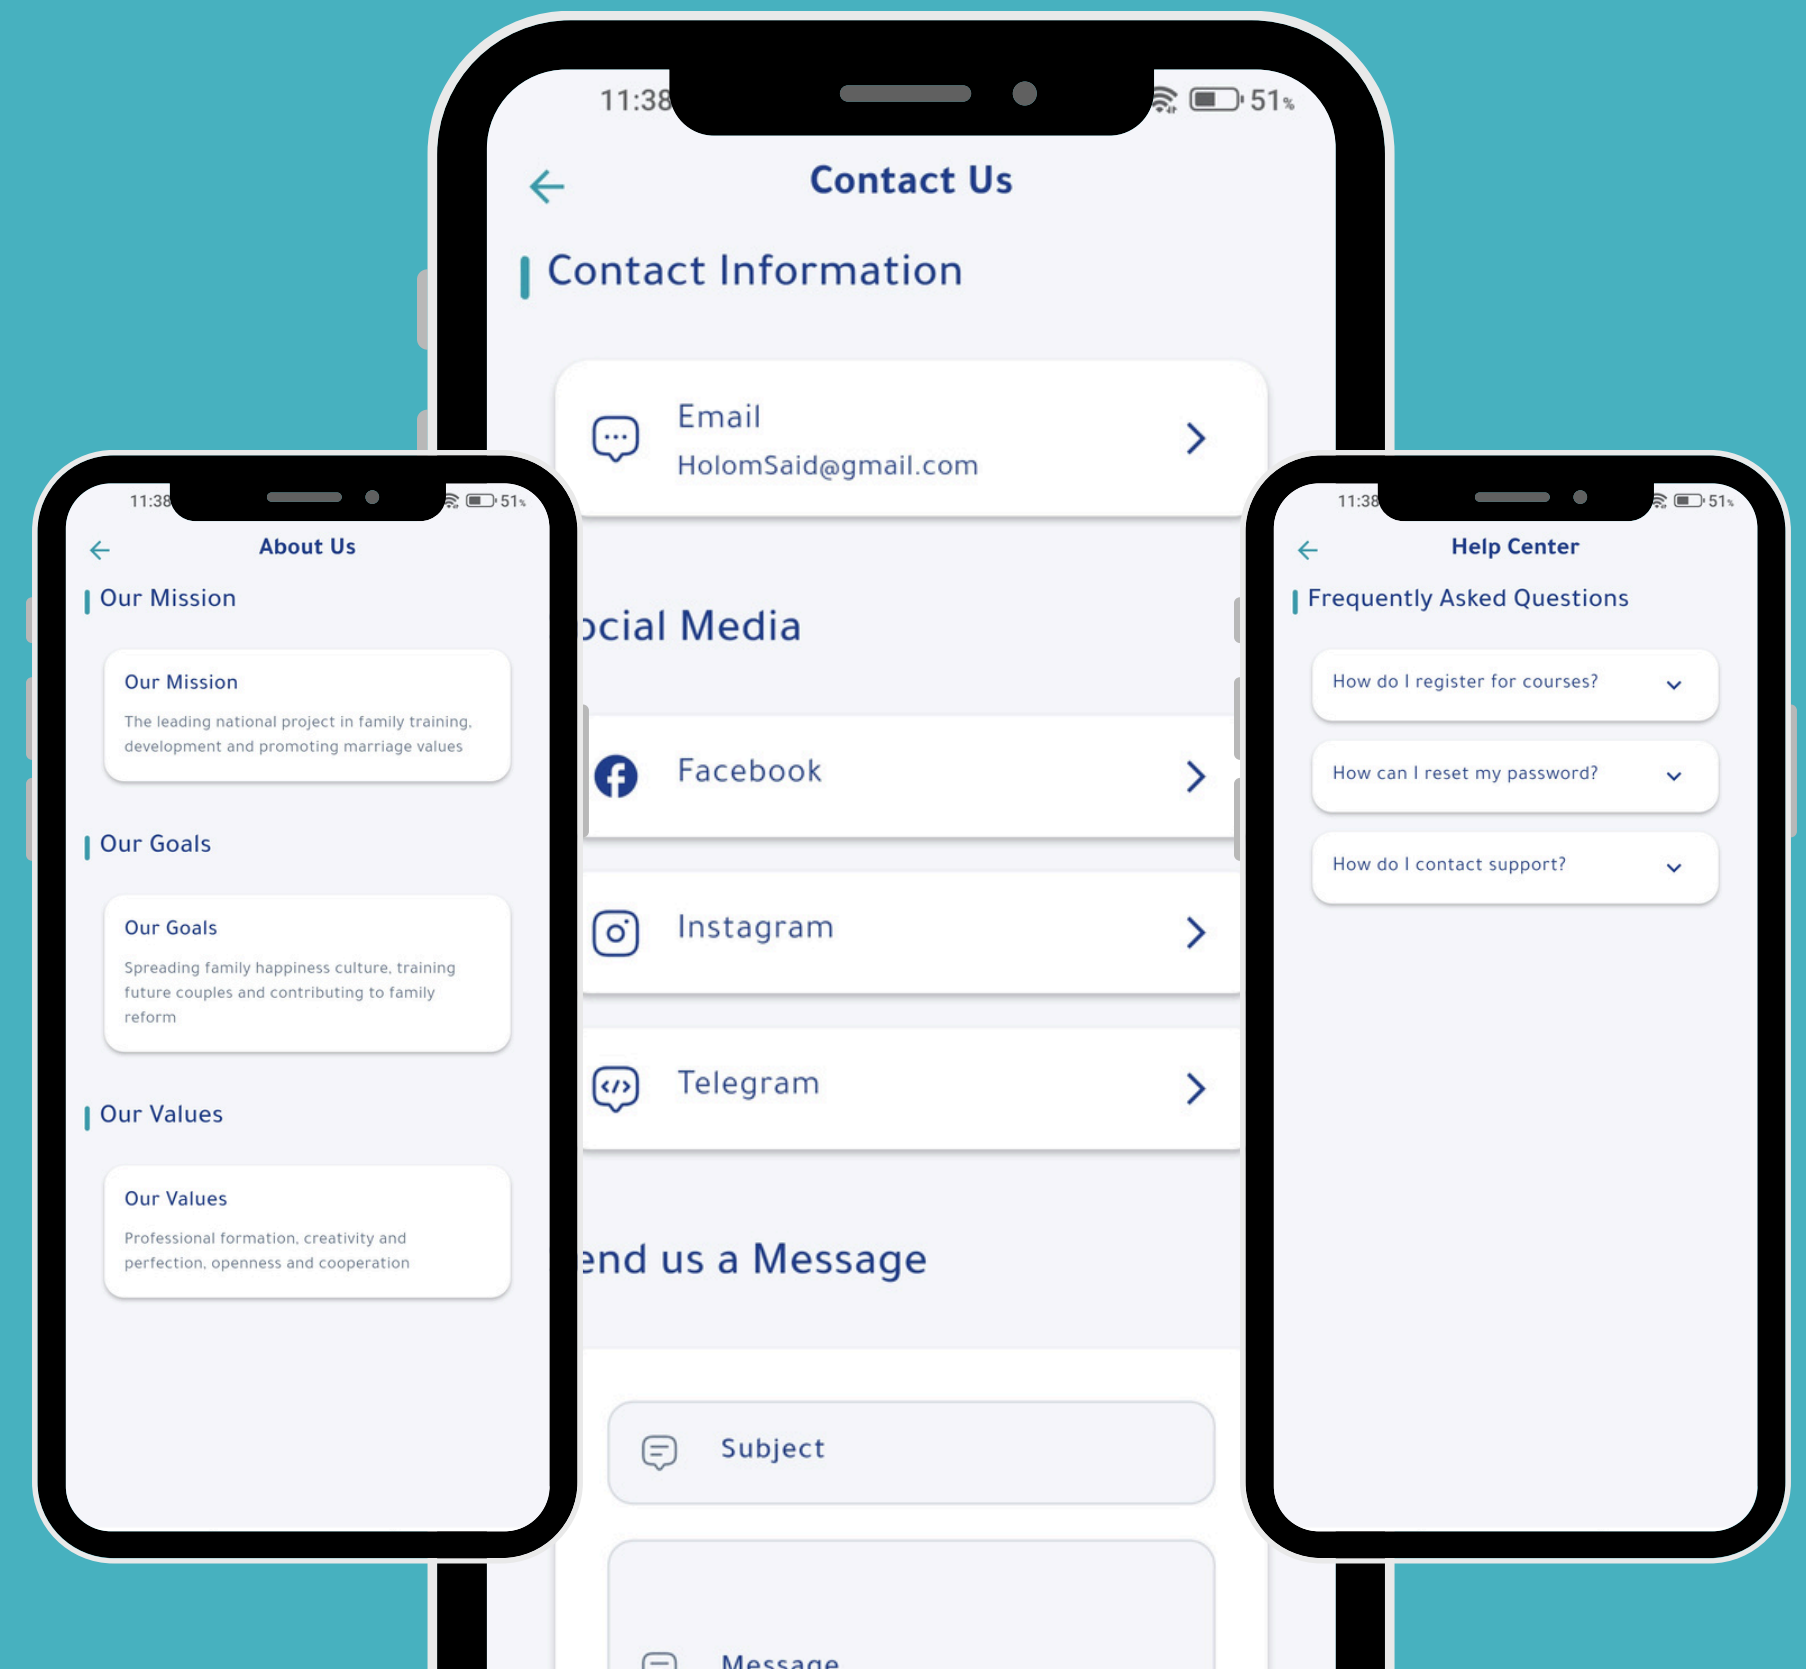 11:38
51%
Contact Us
Contact Information
Email
HolomSaid@gmail.com
ocial Media
Facebook
Instagram
Telegram
end us a Message
Subject
Message
11:38
51%
About Us
Our Mission
Our Mission
The leading national project in family training,
development and promoting marriage values
Our Goals
Our Goals
Spreading family happiness culture, training
future couples and contributing to family
reform
Our Values
Our Values
Professional formation, creativity and
perfection, openness and cooperation
11:38
51%
Help Center
Frequently Asked Questions
How do I register for courses?
How can I reset my password?
How do I contact support?